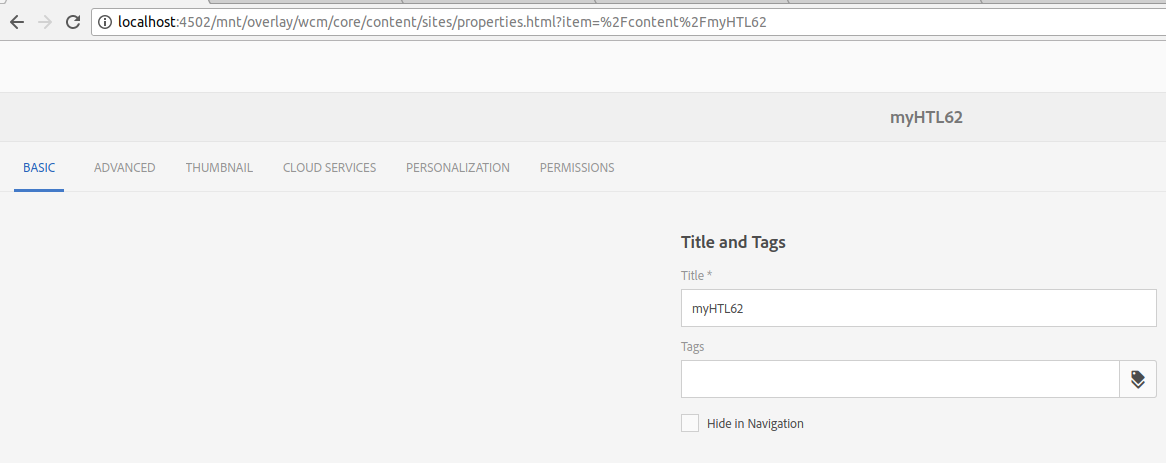 localhost:4502/mnt/overlay/wcm/core/content/sites/properties.html?item=%2Fcontent%2FmyHTL62
myHTL62
BASIC ADVANCED THUMBNAIL CLOUD SERVICES PERSONALIZATION PERMISSIONS
Title and Tags
Title *
myHTL62
Tags
Hide in Navigation